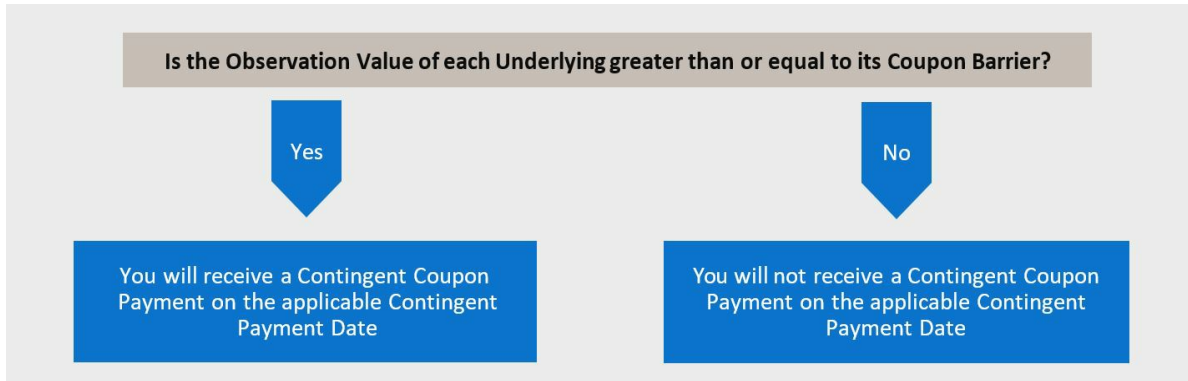 Is the Observation Value of each Underlying greater than or equal to its Coupon Barrier?
Yes
No
You will receive a Contingent Coupon
Payment on the applicable Contingent
Payment Date
You will not receive a Contingent Coupon
Payment on the applicable Contingent
Payment Date